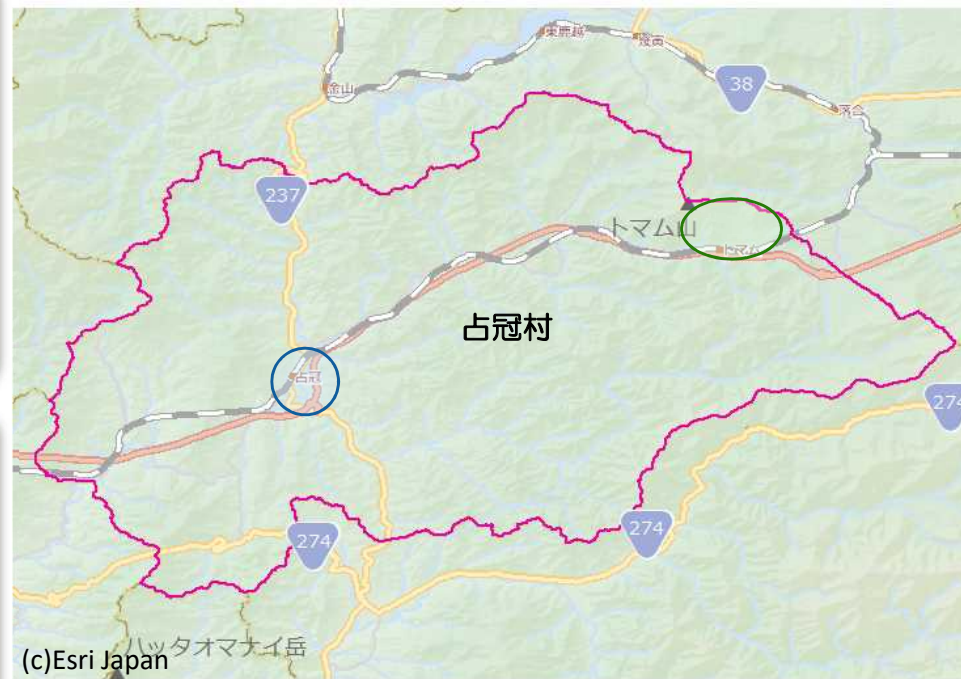 東鹿越
幾寅
38
金山
落合
237
トマム山
トマム
占冠村
占冠
274
274
274
ハッタオマナイ岳
(c)Esri Japan